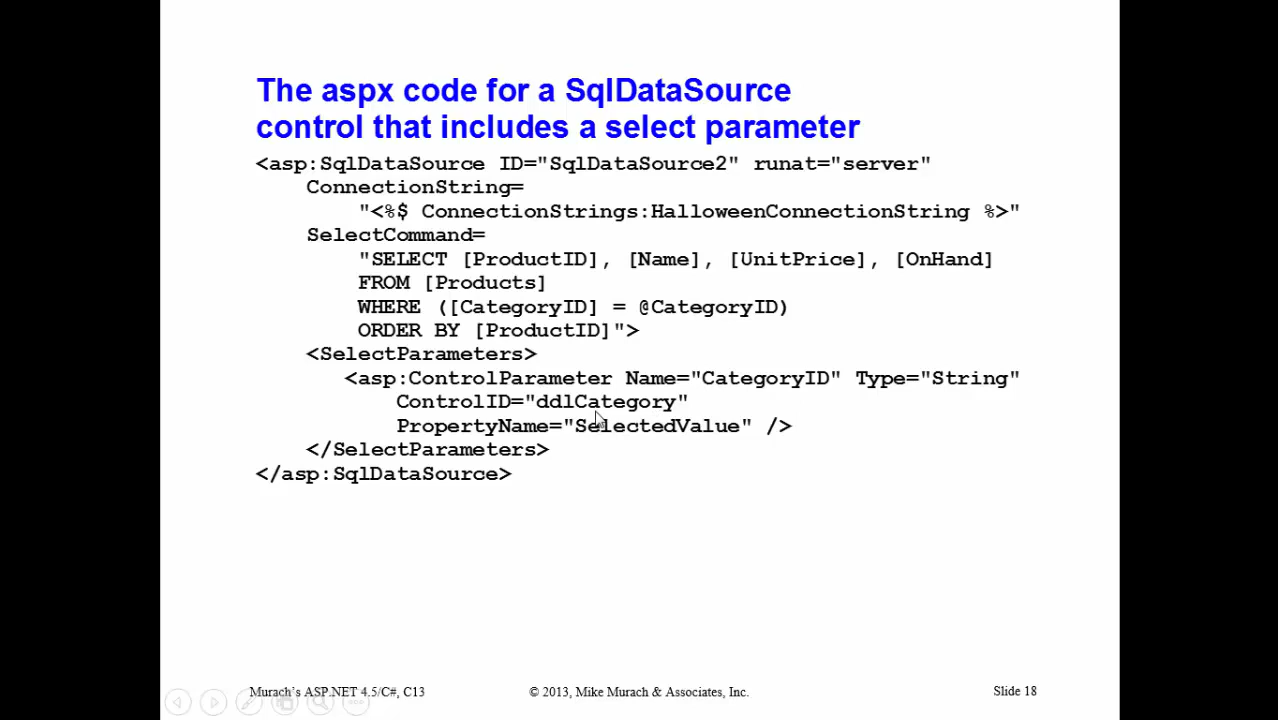 The aspx code for a SqlDataSource
control that includes a select parameter
<asp:SqlDataSource ID="SqlDataSource2" runat="server"
ConnectionString=
"<%$ ConnectionStrings:HalloweenConnectionString %>"
SelectCommand=
"SELECT [ProductID], [Name], [UnitPrice], [OnHand]
FROM [Products]
WHERE ([CategoryID] = @CategoryID)
ORDER BY [ProductID]">
<SelectParameters>
<asp:ControlParameter Name="CategoryID" Type="String"
ControlID="ddlCategory"
PropertyName="SelectedValue" />
</SelectParameters>
</asp:SqlDataSource>
Murach's ASP.NET 4.5/C#, C13
© 2013, Mike Murach & Associates, Inc.
Slide 18